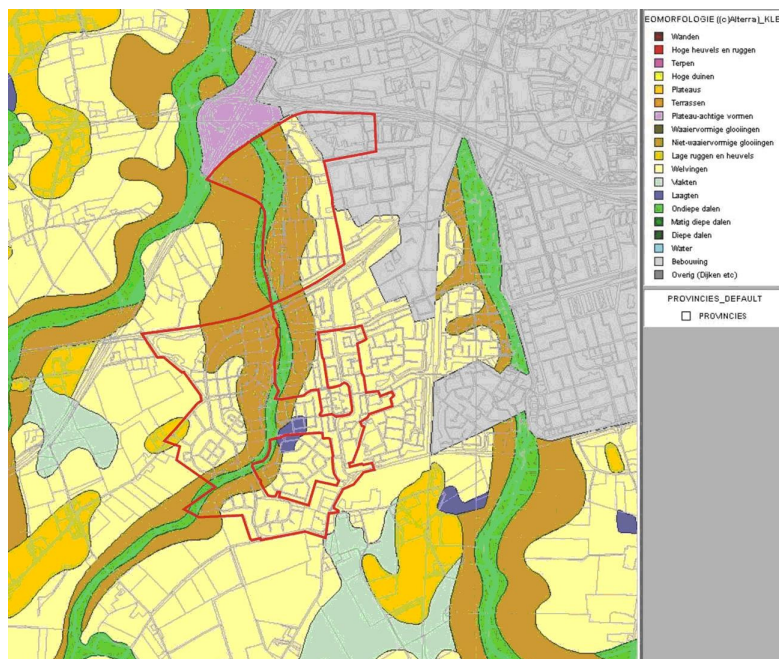 EOMORFOLOGIE ((c)Alterra)_KLE
Wanden
Hoge heuvels en ruggen
Terpen
Hoge duinen
Plateaus
Terrassen
Plateau-achtige vormen
Waaiervormige glooiingen
Niet-waaiervormige glooiingen
Lage ruggen en heuvels
Welvingen
Vlakten
Laagten
Ondiepe dalen
Matig diepe dalen
Diepe dalen
Water
Bebouwing
Overig (Dijken etc)
PROVINCIES_DEFAULT
PROVINCIES